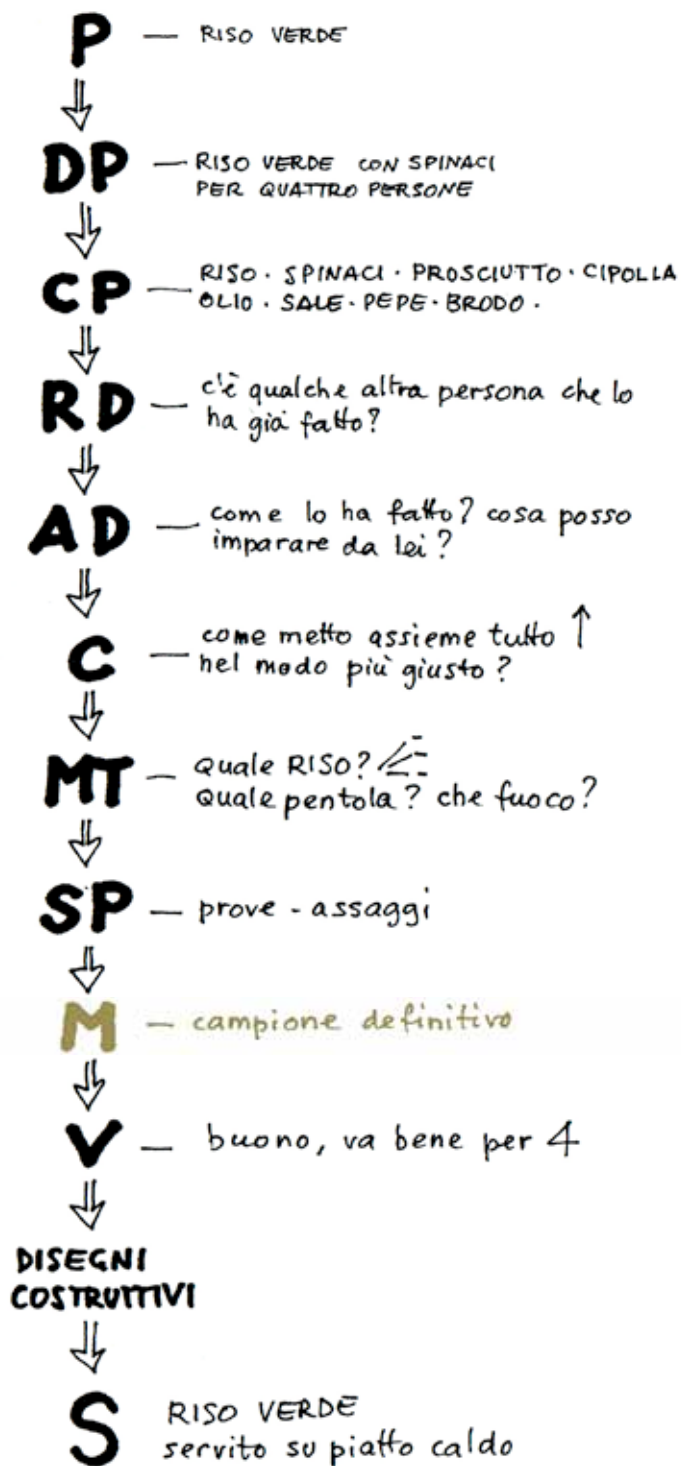 P — RISO VERDE
DP — RISO VERDE CON SPINACI
PER QUATTRO PERSONE
CP — RISO · SPINACI · PROSCIUTTO · CIPOLLA
OLIO · SALE · PEPE · BRODO ·
RD — c'è qualche altra persona che lo
ha già fatto?
AD — come lo ha fatto? cosa posso
imparare da lei?
C — come metto assieme tutto ↑
nel modo più giusto?
MT — quale RISO?
quale pentola? che fuoco?
SP — prove - assaggi
M — campione definitivo
V — buono, va bene per 4
DISEGNI
COSTRUTTIVI
S RISO VERDE
servito su piatto caldo